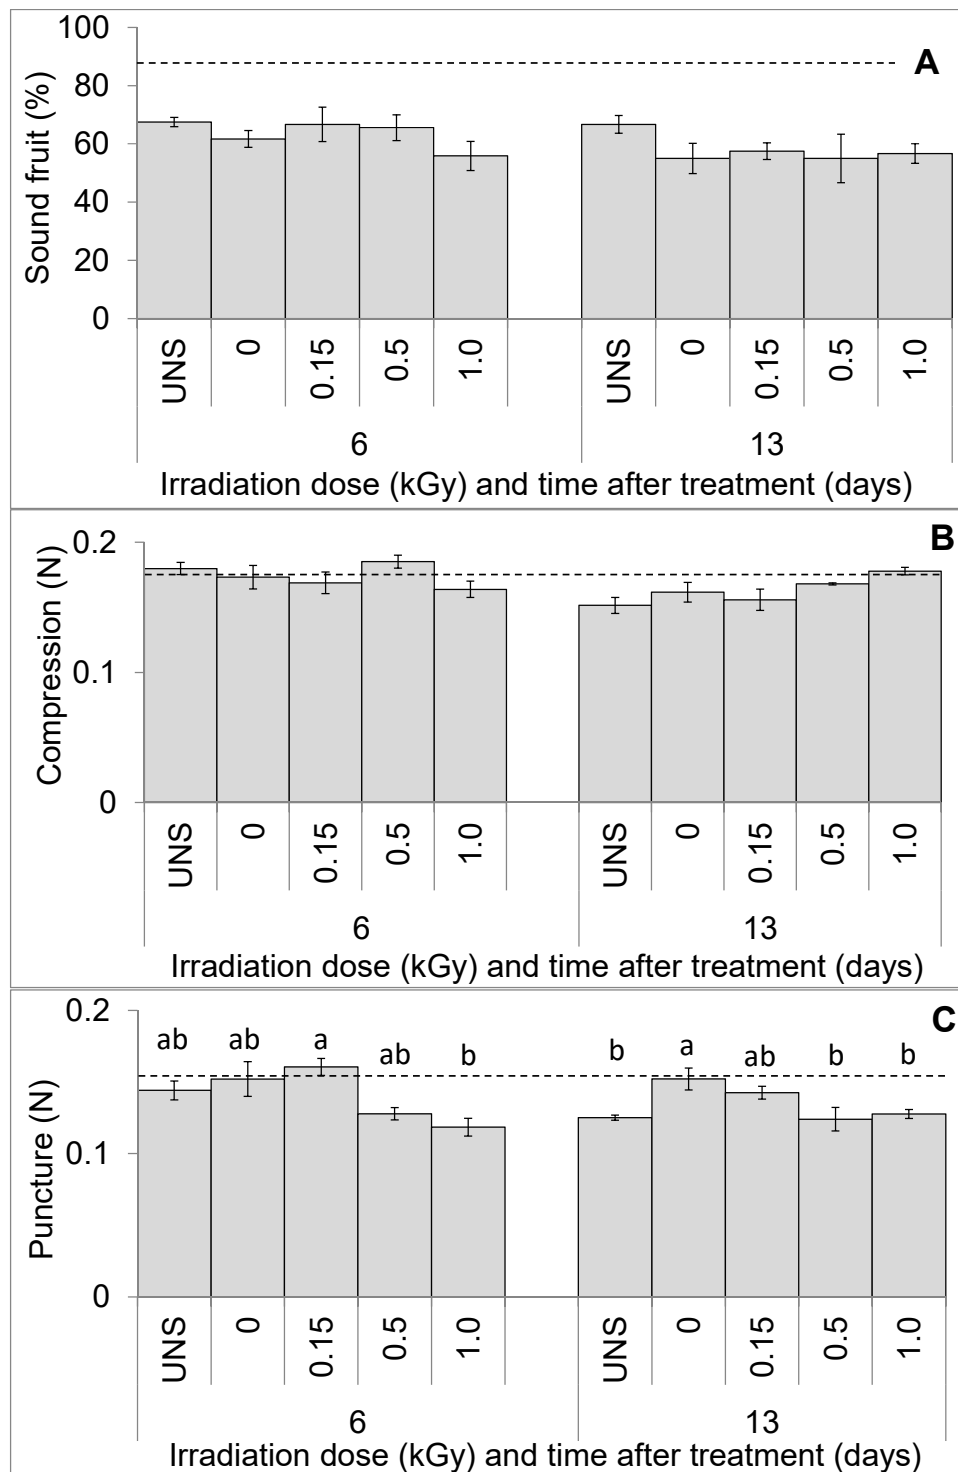 100
A
80
60
40
20
0
Sound fruit (%)
UNS 0 0.15 0.5 1.0 UNS 0 0.15 0.5 1.0
6 13
Irradiation dose (kGy) and time after treatment (days)
0.2
B
0.1
0
Compression (N)
UNS 0 0.15 0.5 1.0 UNS 0 0.15 0.5 1.0
6 13
Irradiation dose (kGy) and time after treatment (days)
0.2
C
ab ab a ab b b a ab b b
0.1
0
Puncture (N)
UNS 0 0.15 0.5 1.0 UNS 0 0.15 0.5 1.0
6 13
Irradiation dose (kGy) and time after treatment (days)